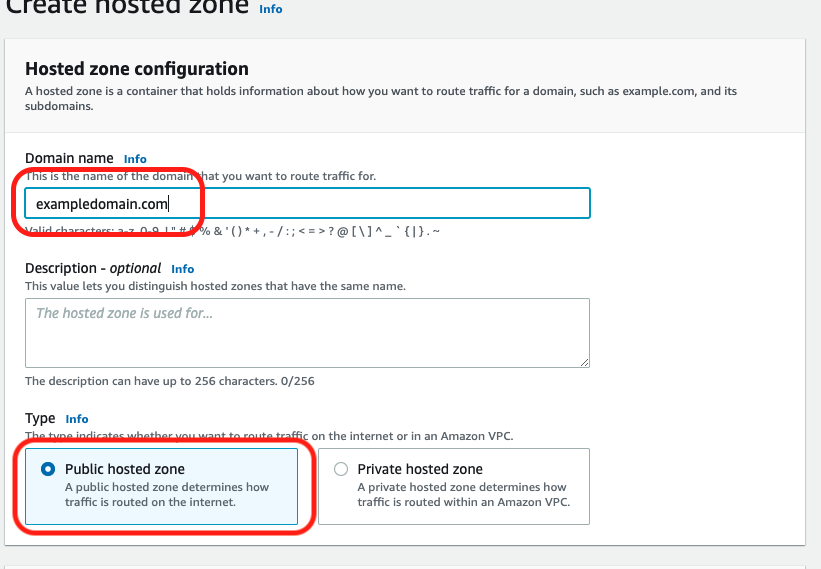 Create hosted zone Info
Hosted zone configuration
A hosted zone is a container that holds information about how you want to route traffic for a domain, such as example.com, and its
subdomains.
Domain name Info
This is the name of the domain that you want to route traffic for.
exampledomain.com
Valid characters: a-z, 0-9, ! " # $ % & ' ( ) * + , - / : ; < = > ? @ [ \ ] ^ _ ` { | } . ~
Description - optional Info
This value lets you distinguish hosted zones that have the same name.
The hosted zone is used for...
The description can have up to 256 characters. 0/256
Type Info
The type indicates whether you want to route traffic on the internet or in an Amazon VPC.
Public hosted zone
A public hosted zone determines how
traffic is routed on the internet.
Private hosted zone
A private hosted zone determines how
traffic is routed within an Amazon VPC.